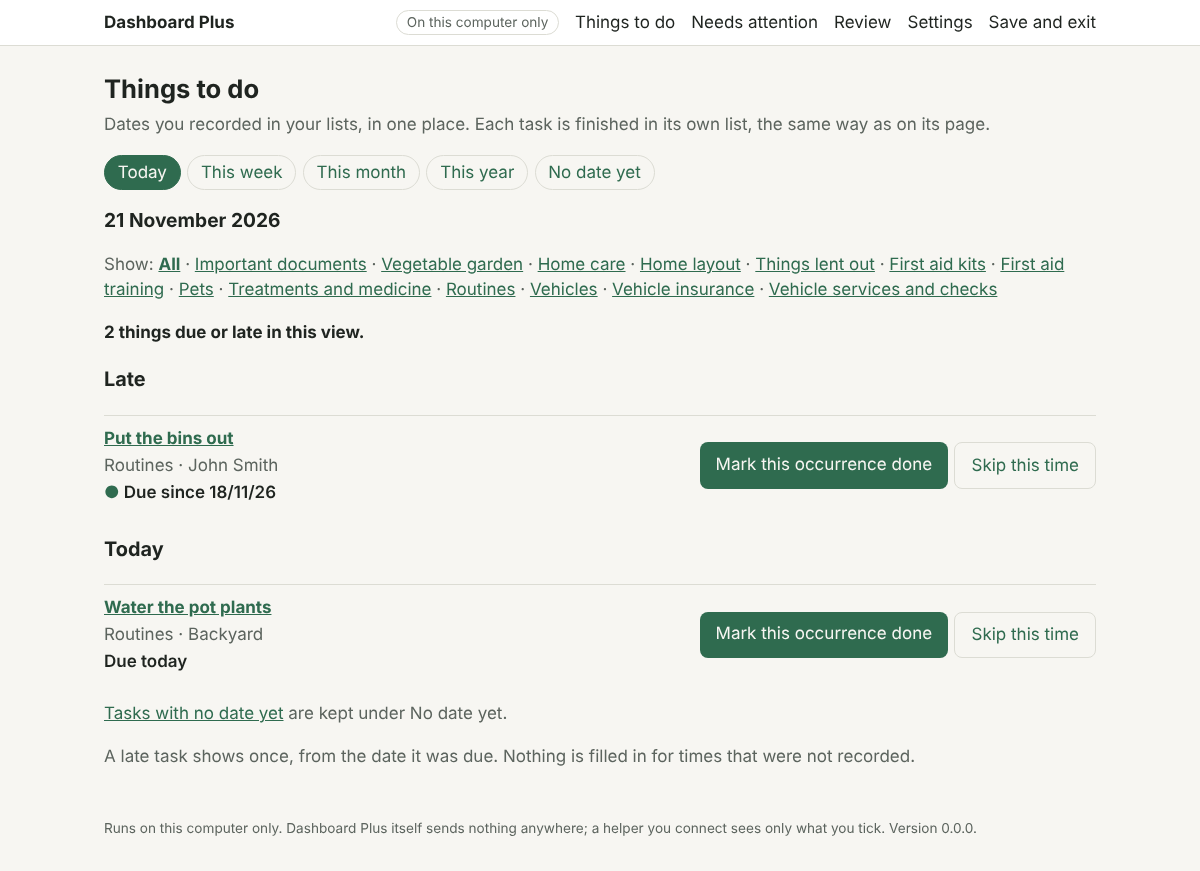 Dashboard Plus
On this computer only
Things to do
Needs attention
Review
Settings
Save and exit
Things to do
Dates you recorded in your lists, in one place. Each task is finished in its own list, the same way as on its page.
Today
This week
This month
This year
No date yet
21 November 2026
Show: All · Important documents · Vegetable garden · Home care · Home layout · Things lent out · First aid kits · First aid
training · Pets · Treatments and medicine · Routines · Vehicles · Vehicle insurance · Vehicle services and checks
2 things due or late in this view.
Late
Put the bins out
Routines · John Smith
Due since 18/11/26
Mark this occurrence done
Skip this time
Today
Water the pot plants
Routines · Backyard
Due today
Mark this occurrence done
Skip this time
Tasks with no date yet are kept under No date yet.
A late task shows once, from the date it was due. Nothing is filled in for times that were not recorded.
Runs on this computer only. Dashboard Plus itself sends nothing anywhere; a helper you connect sees only what you tick. Version 0.0.0.